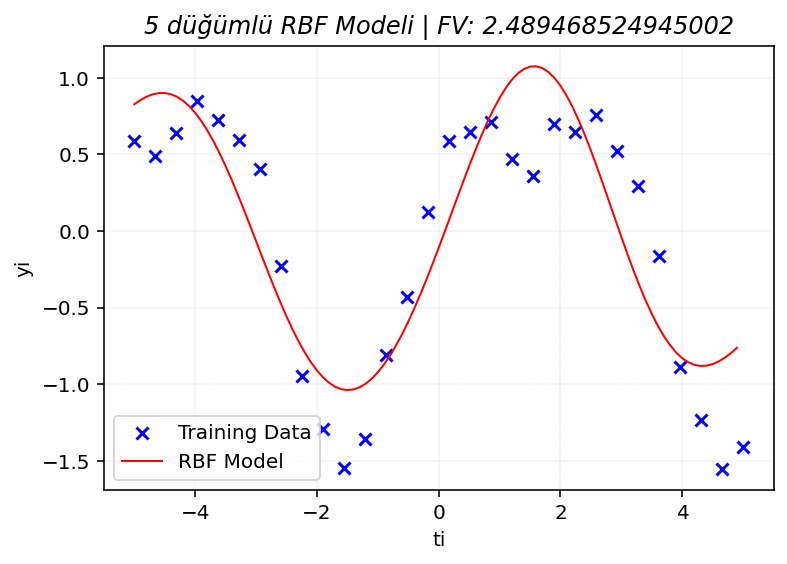 5 düğümlü RBF Modeli | FV: 2.489468524945002
1.0
0.5
0.0
−0.5
−1.0
−1.5
yi
Training Data
RBF Model
−4
−2
0
2
4
ti